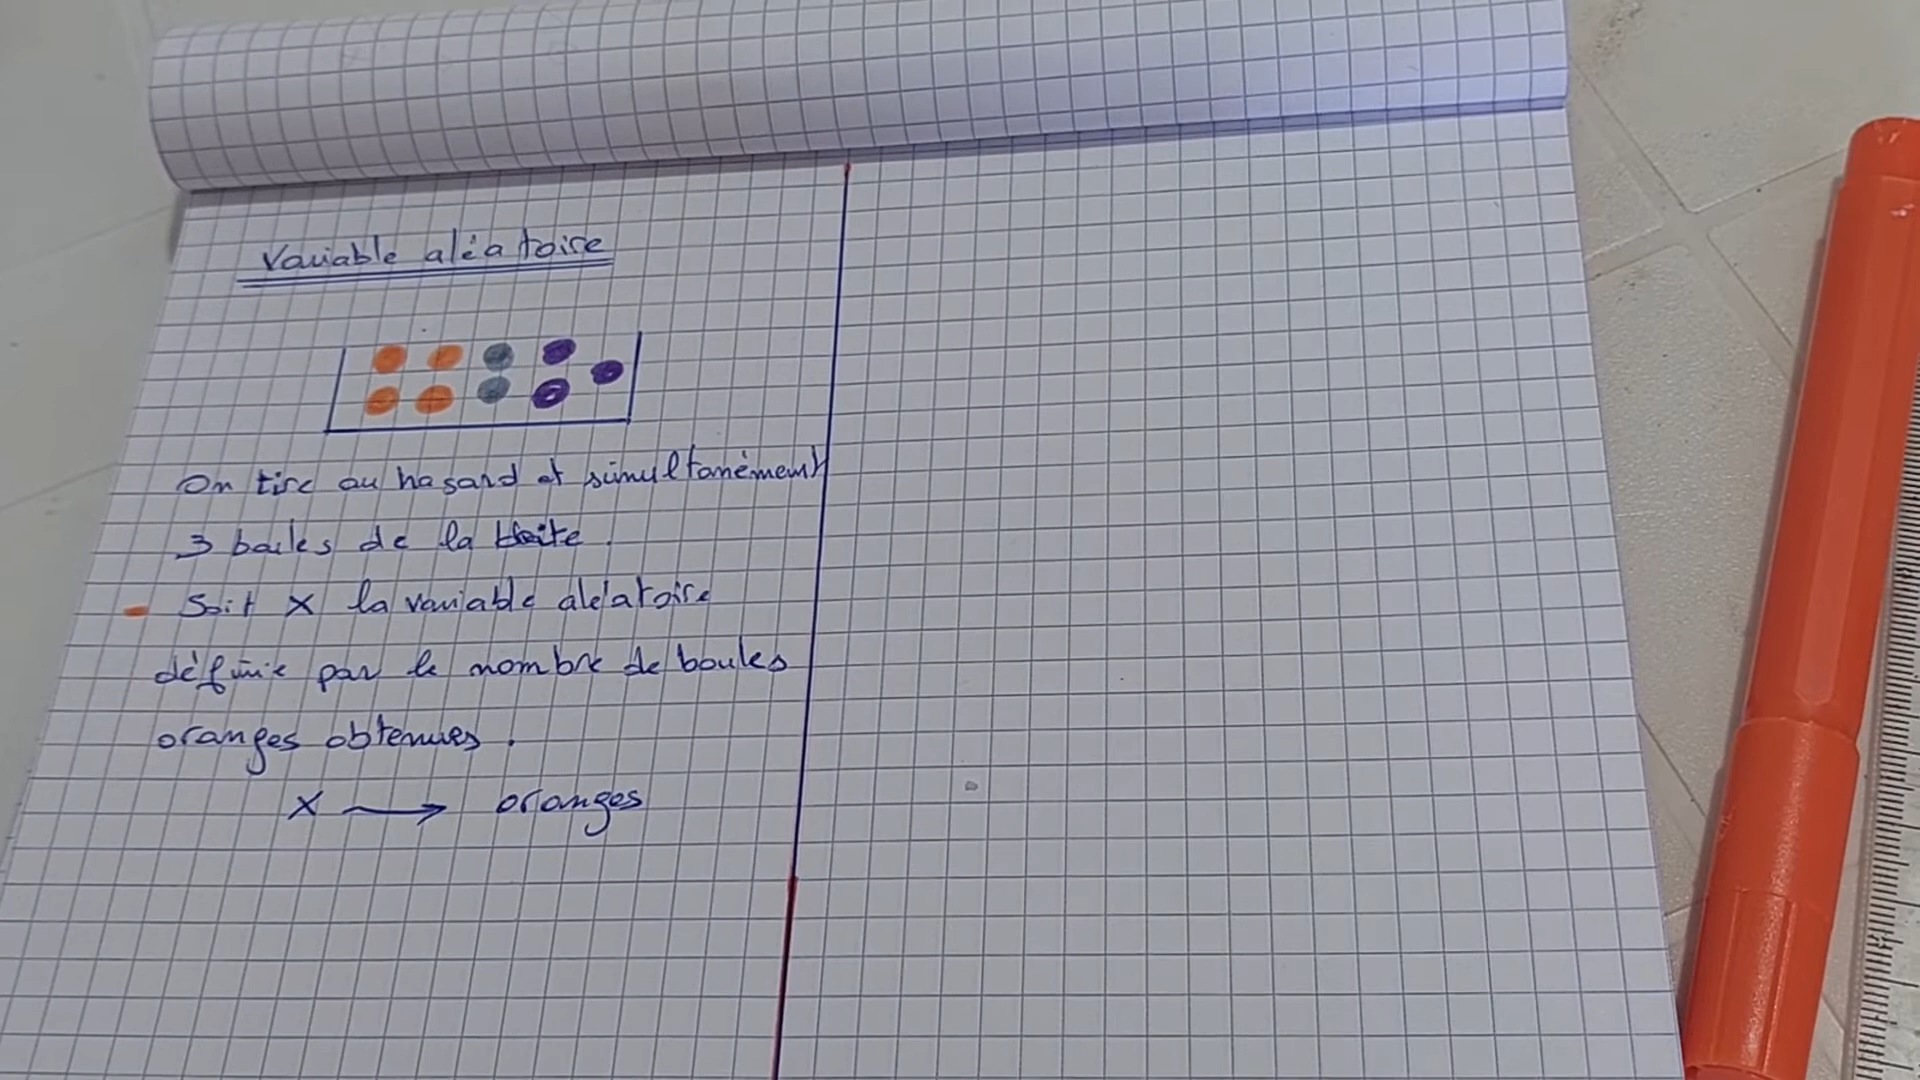 Variable aléatoire
On tire au hasard et simultanément
3 boules de la boite.
- Soit X la variable aléatoire
définie par le nombre de boules
oranges obtenues.
X → oranges